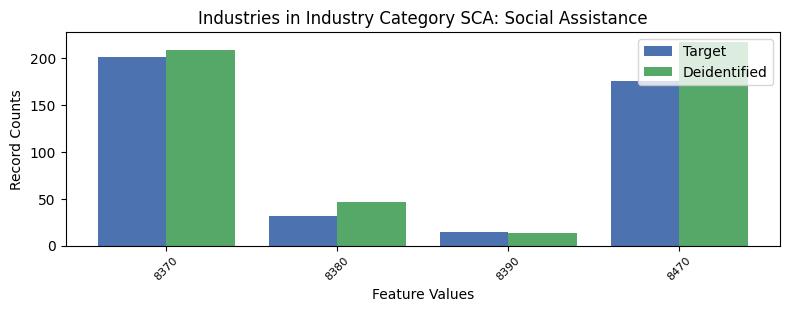 Industries in Industry Category SCA: Social Assistance
Target
Deidentified
Record Counts
200
150
100
50
0
8370
8380
8390
8470
Feature Values